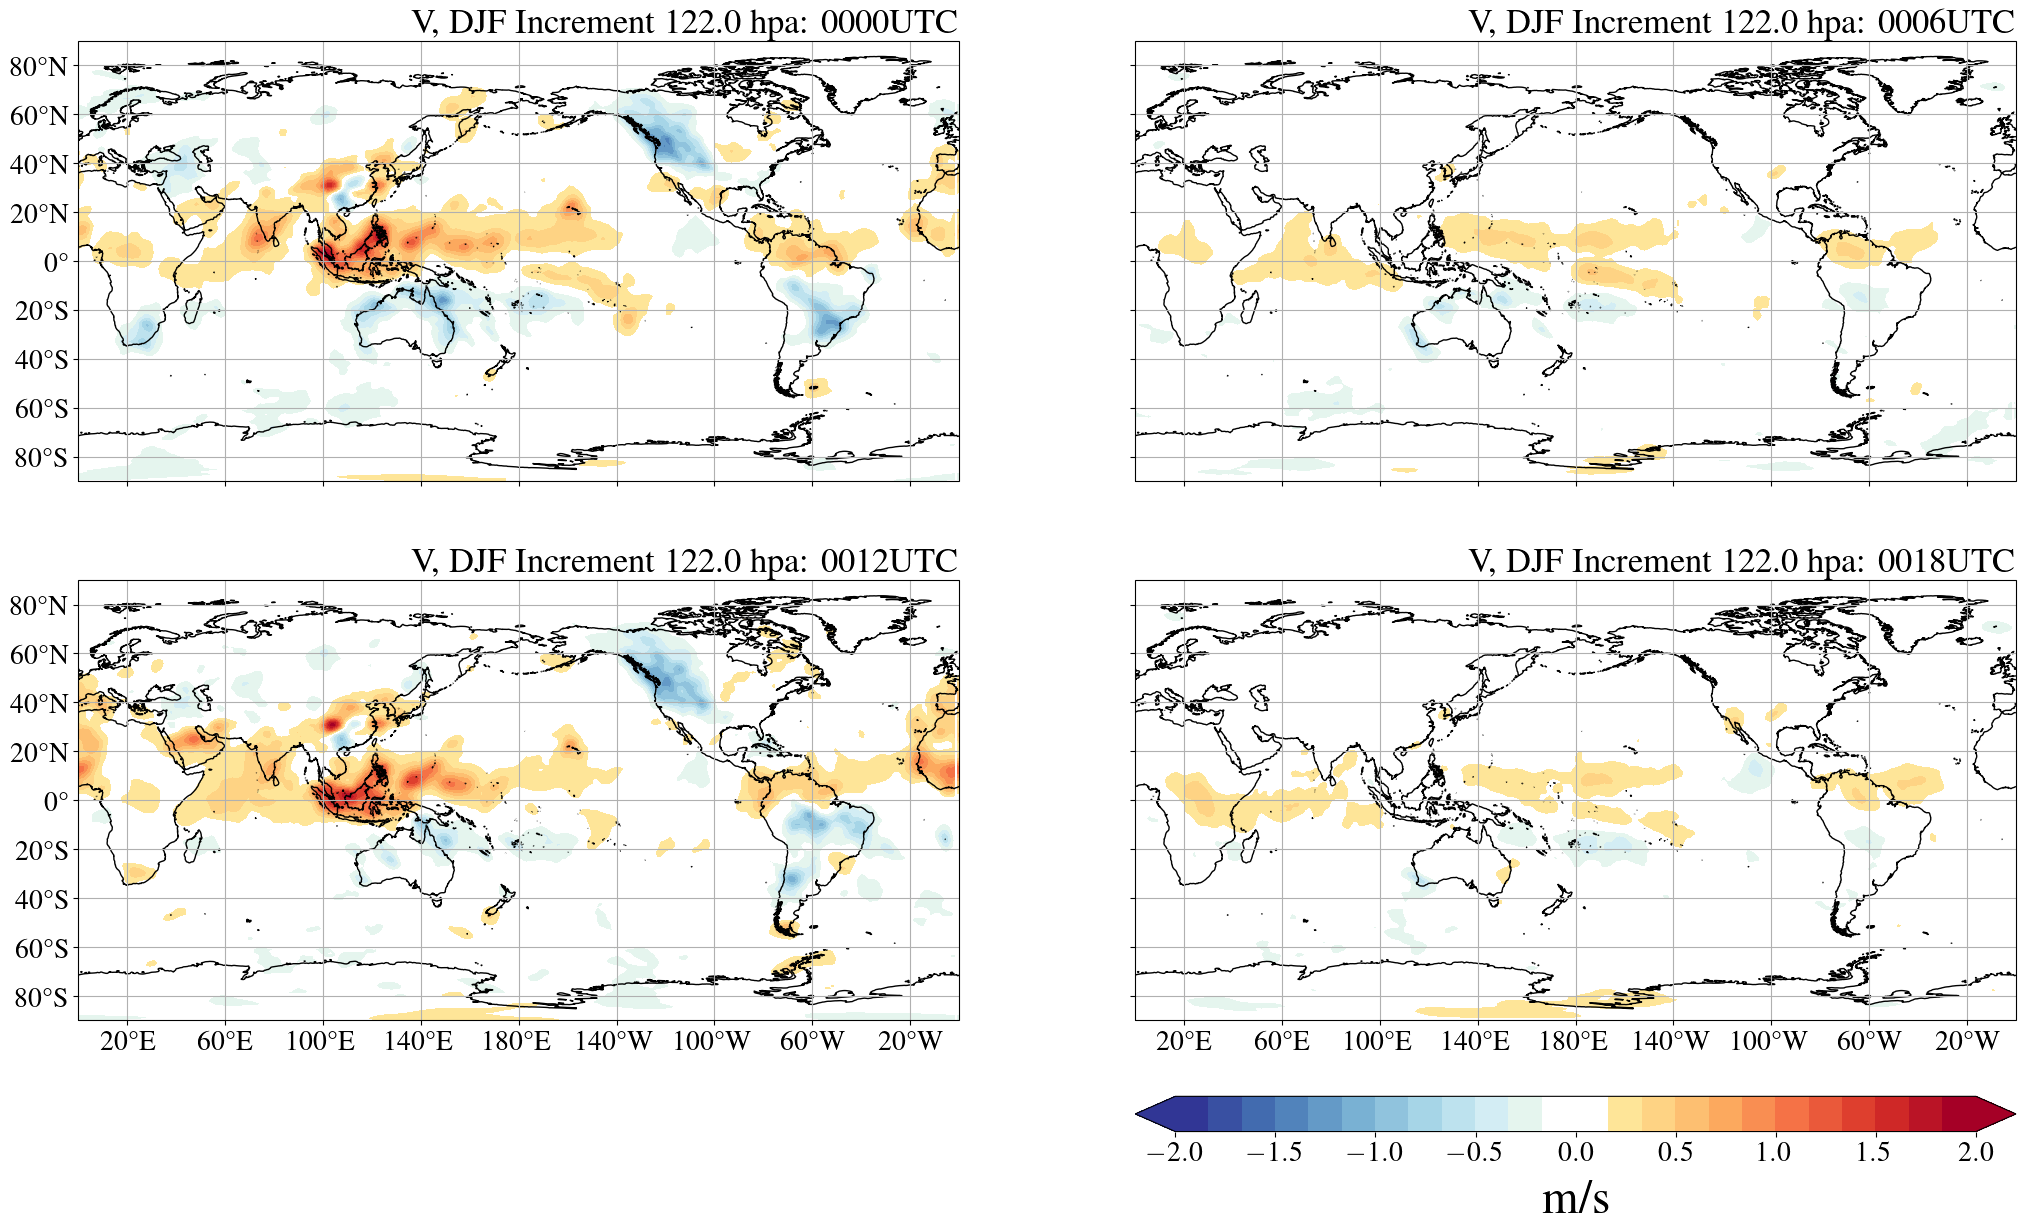 V, DJF Increment 122.0 hpa: 0000UTC
V, DJF Increment 122.0 hpa: 0006UTC
80°N
60°N
40°N
20°N
0°
20°S
40°S
60°S
80°S
V, DJF Increment 122.0 hpa: 0012UTC
V, DJF Increment 122.0 hpa: 0018UTC
80°N
60°N
40°N
20°N
0°
20°S
40°S
60°S
80°S
20°E 60°E 100°E 140°E 180°E 140°W 100°W 60°W 20°W
20°E 60°E 100°E 140°E 180°E 140°W 100°W 60°W 20°W
−2.0 −1.5 −1.0 −0.5 0.0 0.5 1.0 1.5 2.0
m/s